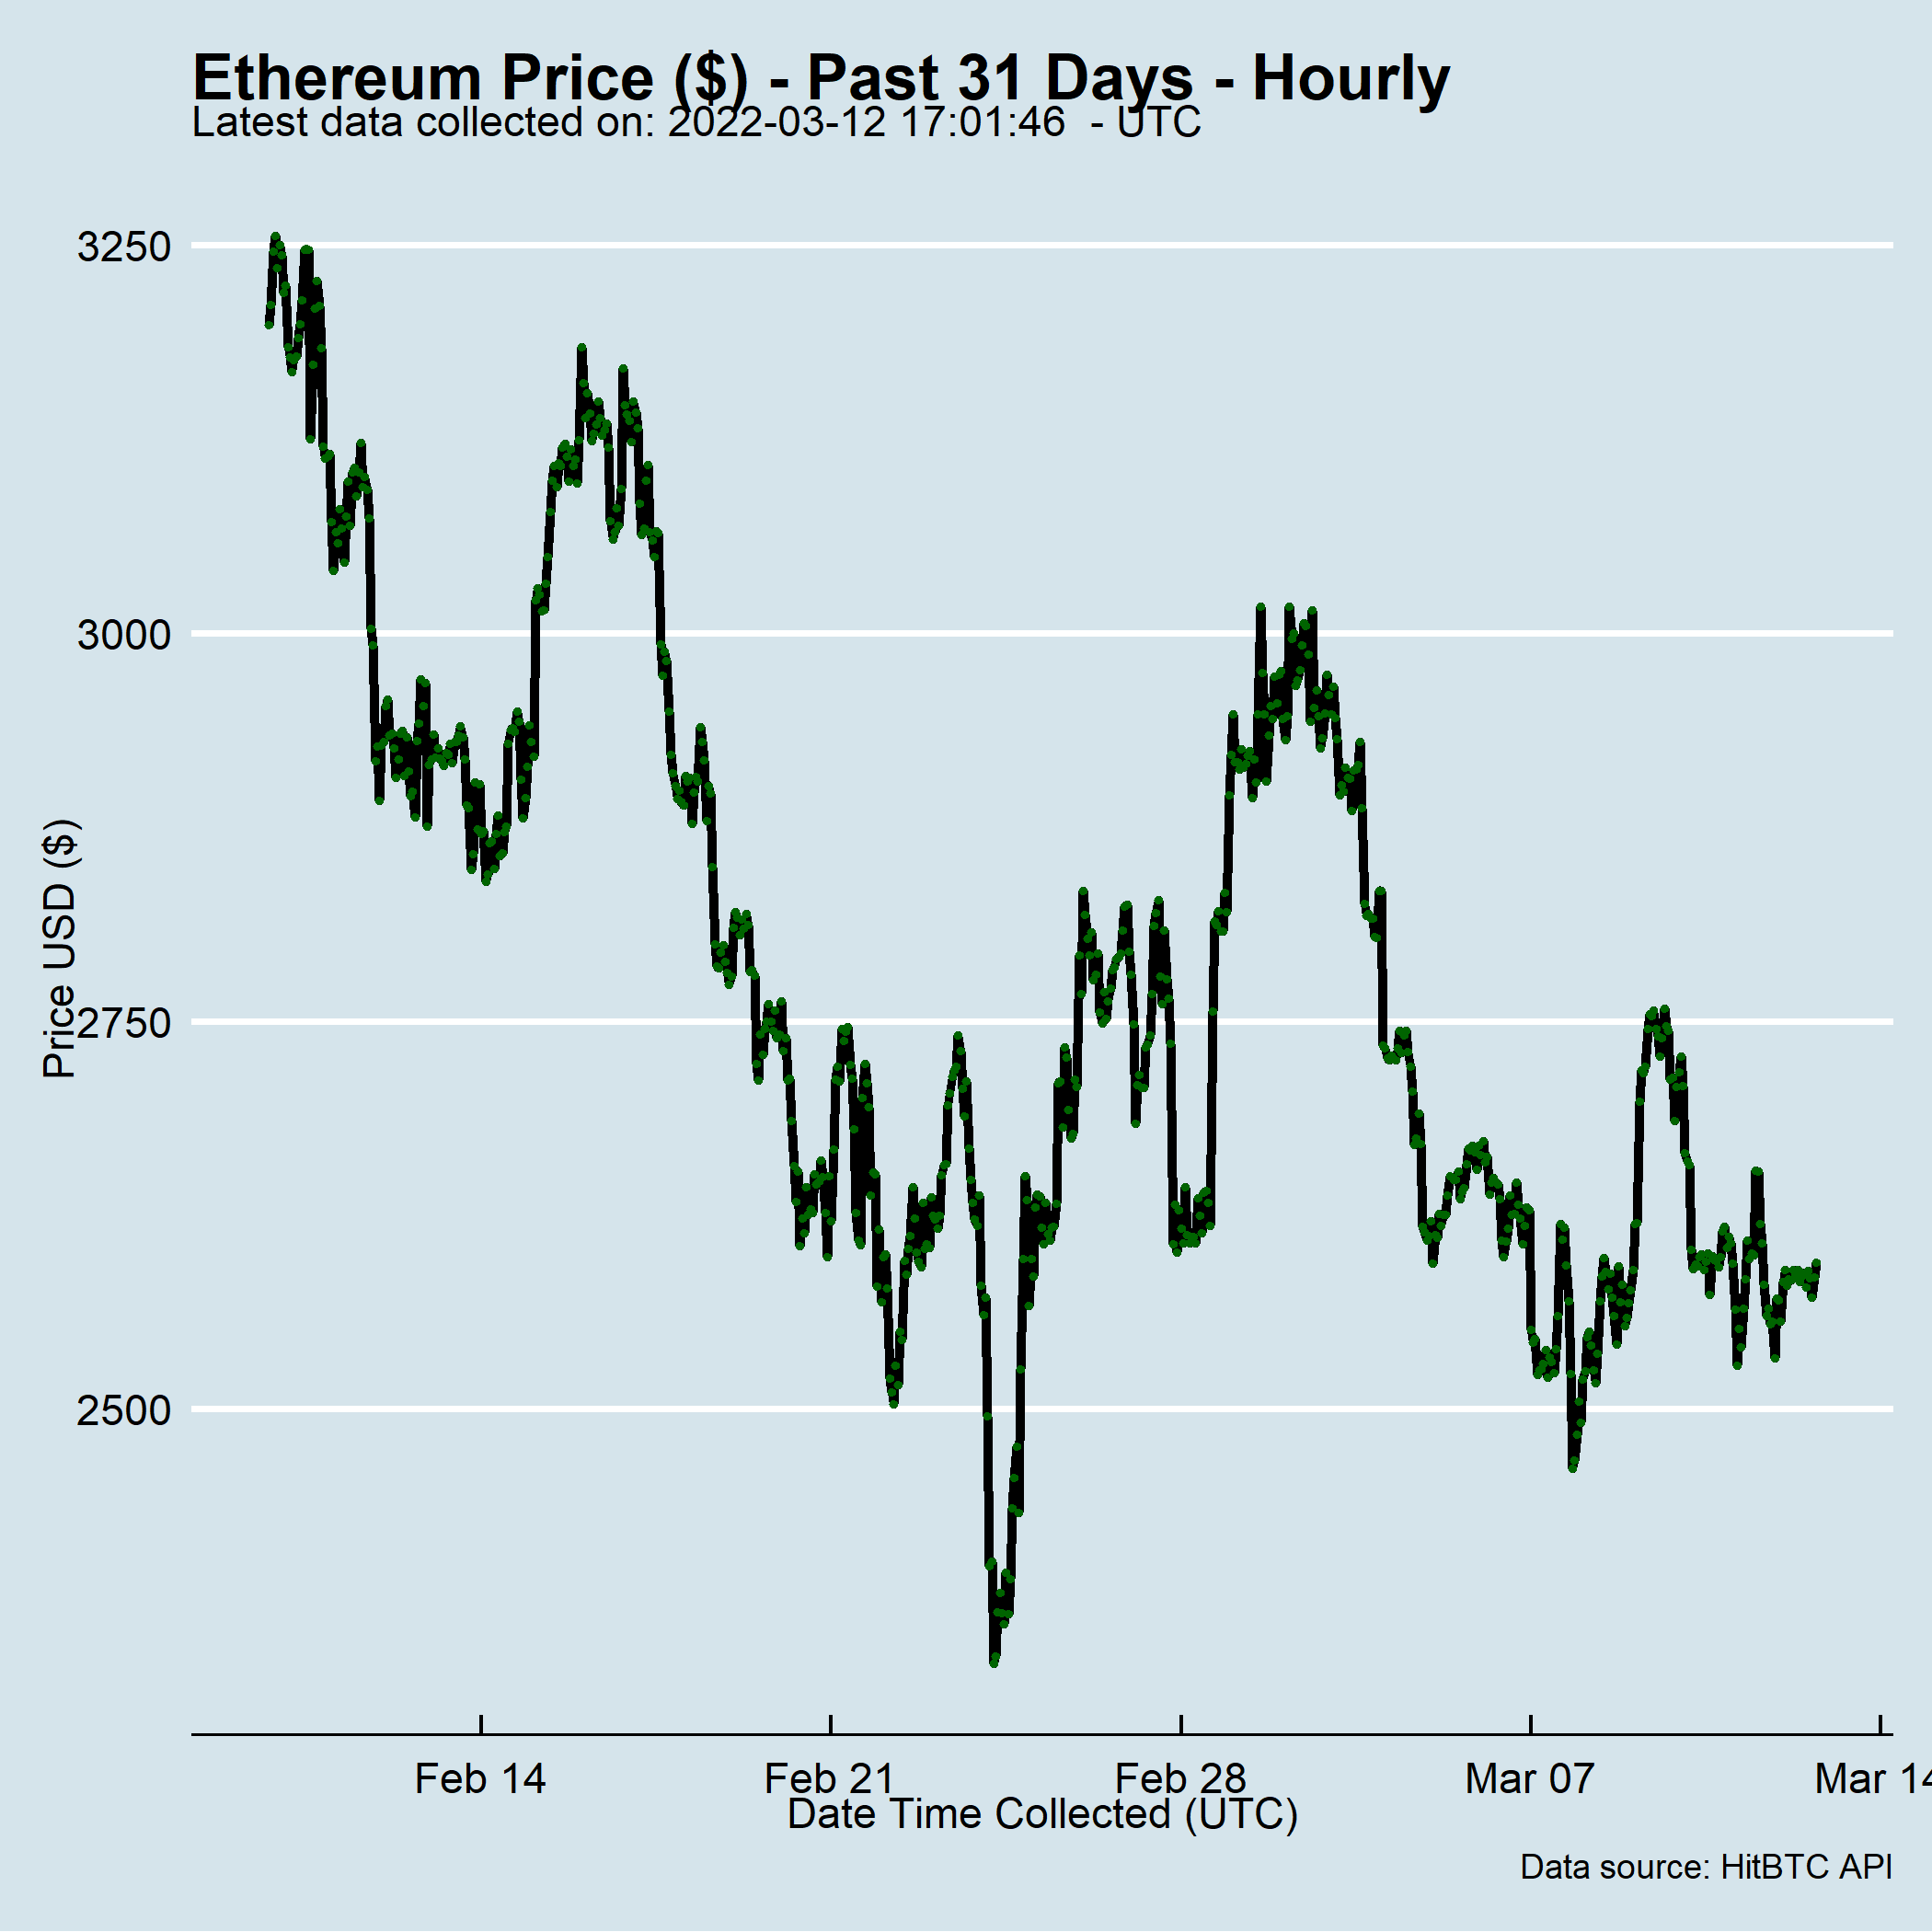 Ethereum Price ($) - Past 31 Days - Hourly
Latest data collected on: 2022-03-12 17:01:46  - UTC
3250
3000
2750
2500
Price USD ($)
Feb 14
Feb 21
Feb 28
Mar 07
Mar 14
Date Time Collected (UTC)
Data source: HitBTC API